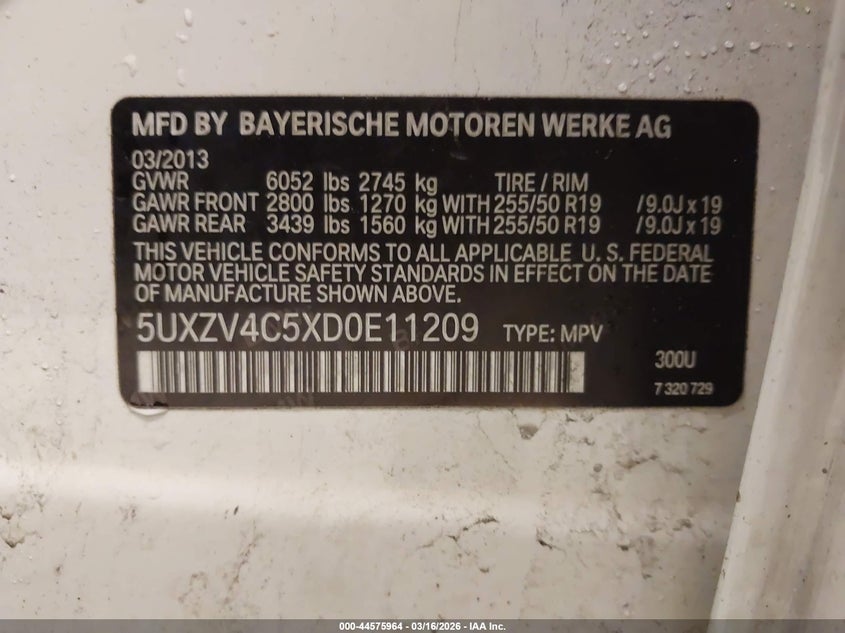 MFD BY BAYERISCHE MOTOREN WERKE AG
03/2013
GVWR 6052 lbs 2745 kg TIRE / RIM
GAWR FRONT 2800 lbs 1270 kg WITH 255/50 R19 /9.0J x 19
GAWR REAR 3439 lbs 1560 kg WITH 255/50 R19 /9.0J x 19
THIS VEHICLE CONFORMS TO ALL APPLICABLE U. S. FEDERAL
MOTOR VEHICLE SAFETY STANDARDS IN EFFECT ON THE DATE
OF MANUFACTURE SHOWN ABOVE.
5UXZV4C5XD0E11209 TYPE: MPV
300U
7 320 729
000-44575964 | 03/16/2026 - IAA Inc.